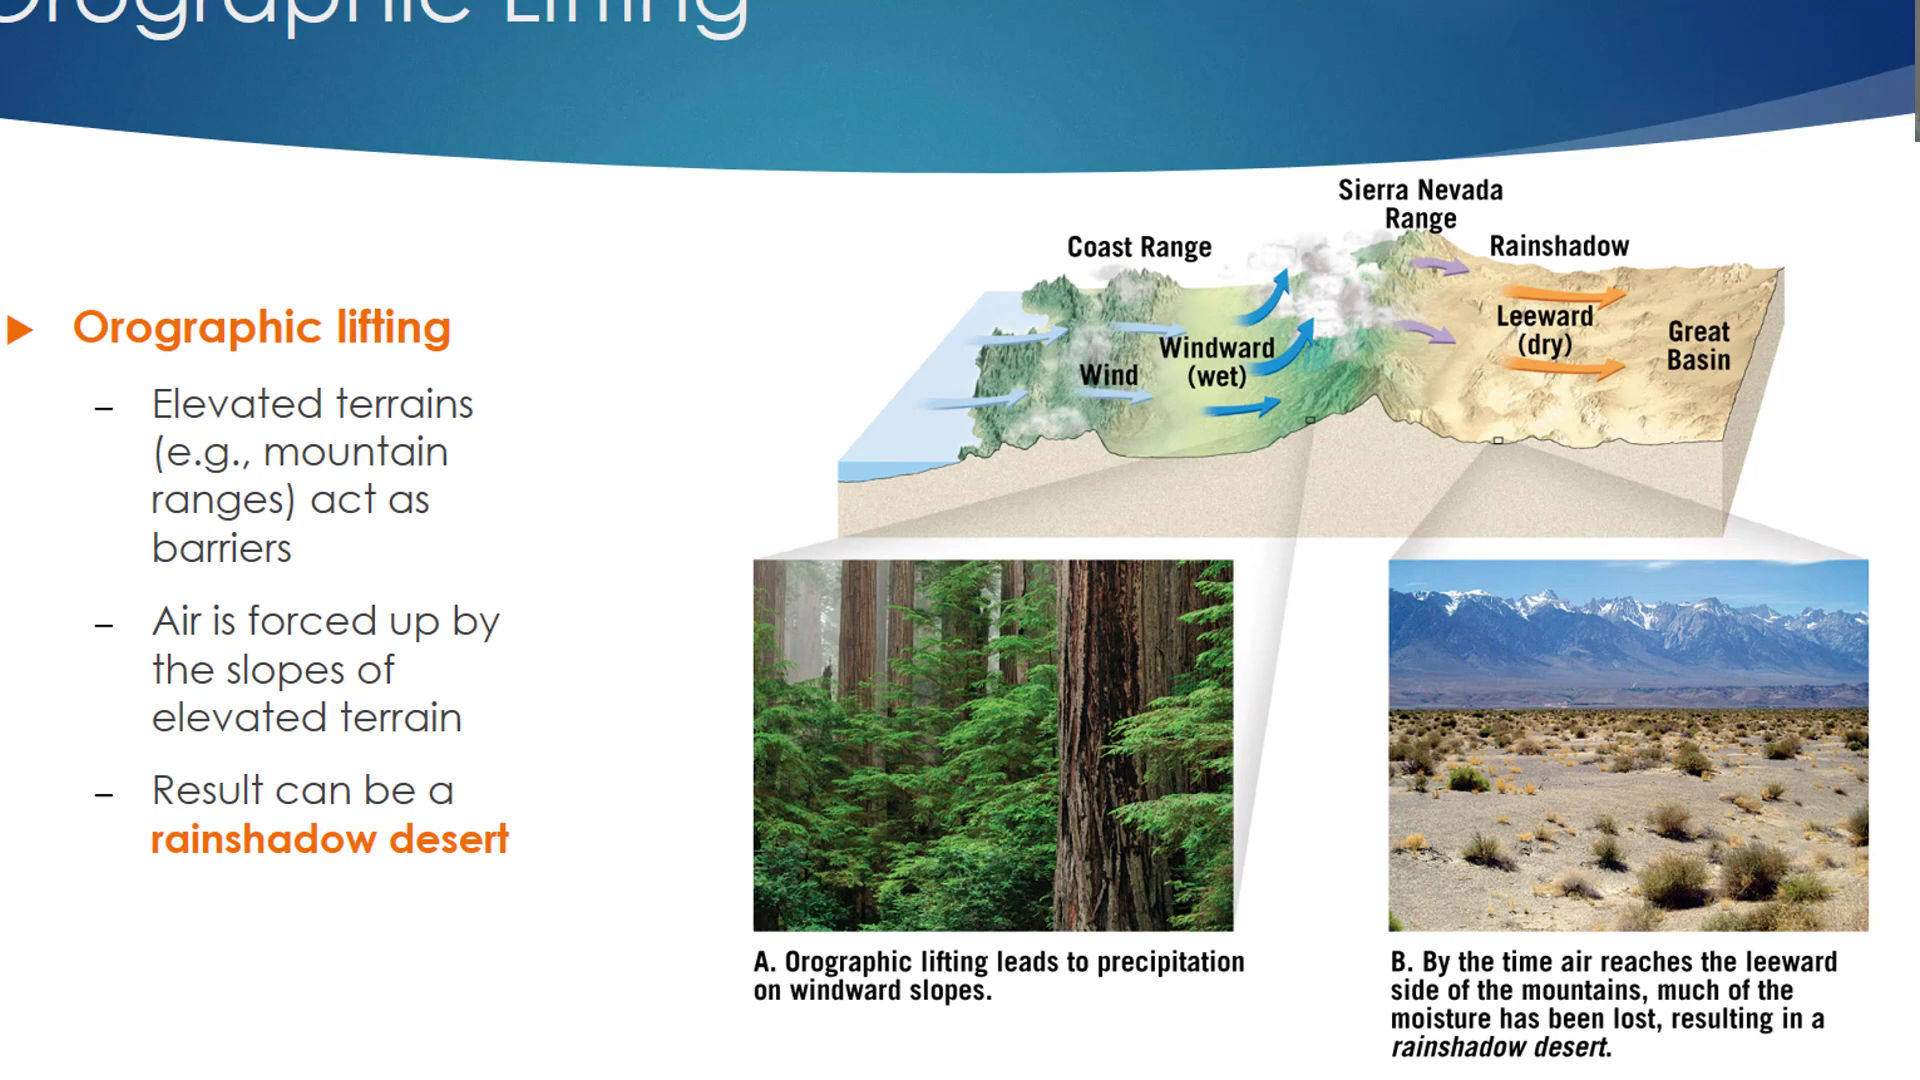 Orographic Lifting
Orographic lifting
– Elevated terrains
(e.g., mountain
ranges) act as
barriers
– Air is forced up by
the slopes of
elevated terrain
– Result can be a
rainshadow desert
Sierra Nevada
Range
Coast Range
Rainshadow
Wind
Windward
(wet)
Leeward
(dry)
Great
Basin
A. Orographic lifting leads to precipitation
on windward slopes.
B. By the time air reaches the leeward
side of the mountains, much of the
moisture has been lost, resulting in a
rainshadow desert.